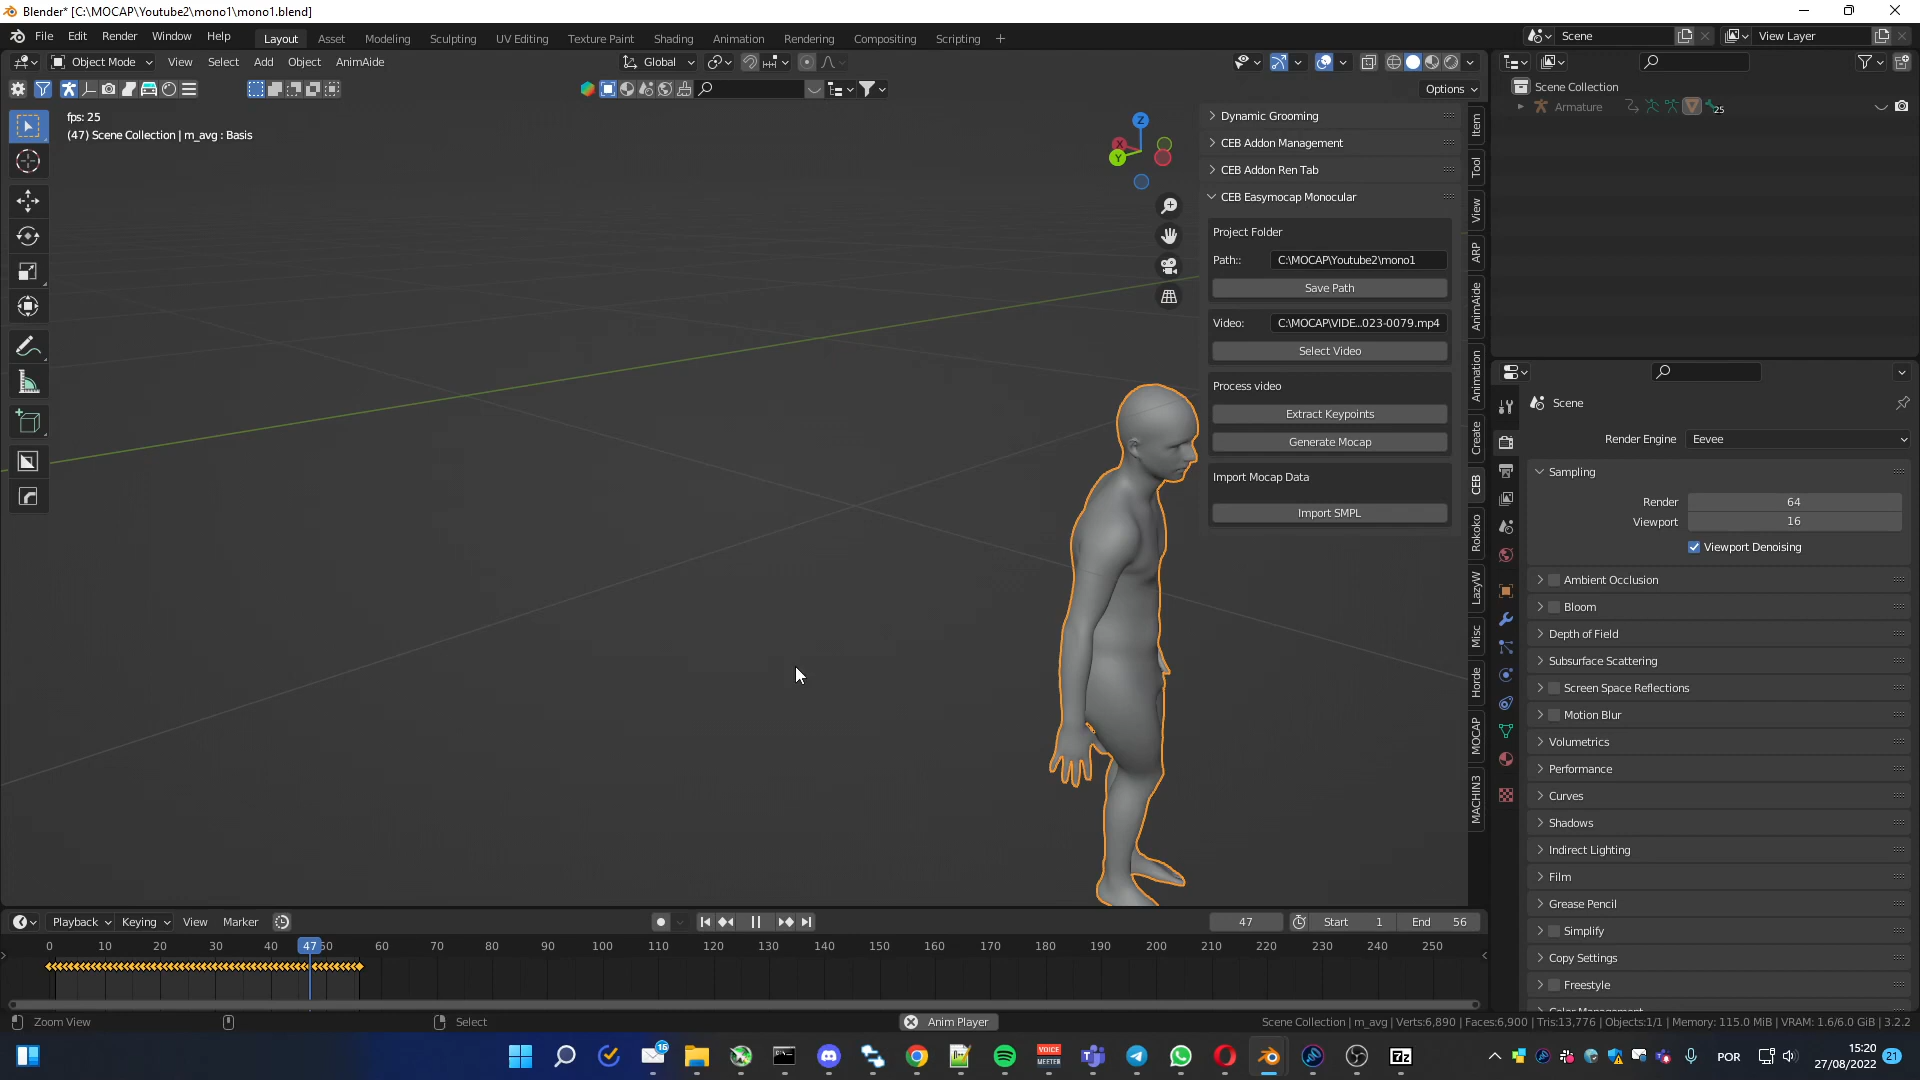 Blender* [C:\MOCAP\Youtube2\mono1\mono1.blend]
File Edit Render Window Help Layout Asset Modeling Sculpting UV Editing Texture Paint Shading Animation Rendering Compositing Scripting + Scene View Layer
Object Mode View Select Add Object AnimAide Global
Options
fps: 25
(47) Scene Collection | m_avg : Basis
Z
X
Y
Dynamic Grooming
CEB Addon Management
CEB Addon Ren Tab
CEB Easymocap Monocular
Project Folder
Path:: C:\MOCAP\Youtube2\mono1
Save Path
Video: C:\MOCAP\VIDE...023-0079.mp4
Select Video
Process video
Extract Keypoints
Generate Mocap
Import Mocap Data
Import SMPL
Item
Tool
View
ARP
AnimAide
Animation
Create
CEB
Rokoko
LazyW
Misc
Horde
MOCAP
MACHIN3
Scene Collection
Armature 25
Scene
Render Engine Eevee
Sampling
Render 64
Viewport 16
Viewport Denoising
Ambient Occlusion
Bloom
Depth of Field
Subsurface Scattering
Screen Space Reflections
Motion Blur
Volumetrics
Performance
Curves
Shadows
Indirect Lighting
Film
Grease Pencil
Simplify
Copy Settings
Freestyle
Color Management
Playback Keying View Marker 47 Start 1 End 56
0 10 20 30 40 47 50 60 70 80 90 100 110 120 130 140 150 160 170 180 190 200 210 220 230 240 250
Zoom View Select Anim Player Scene Collection | m_avg | Verts:6,890 | Faces:6,900 | Tris:13,776 | Objects:1/1 | Memory: 115.0 MiB | VRAM: 1.6/6.0 GiB | 3.2.2
15 VOICE MEETER 7z POR 15:20
27/08/2022 21